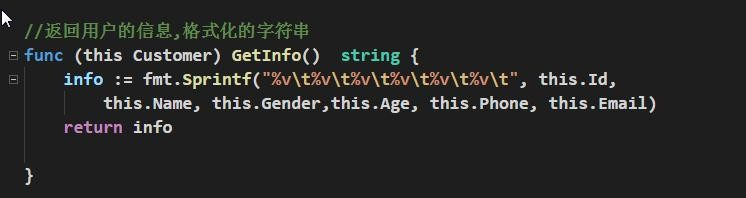 //返回用户的信息,格式化的字符串
func (this Customer) GetInfo()  string {
    info := fmt.Sprintf("%v\t%v\t%v\t%v\t%v\t%v\t", this.Id,
        this.Name, this.Gender,this.Age, this.Phone, this.Email)
    return info
}